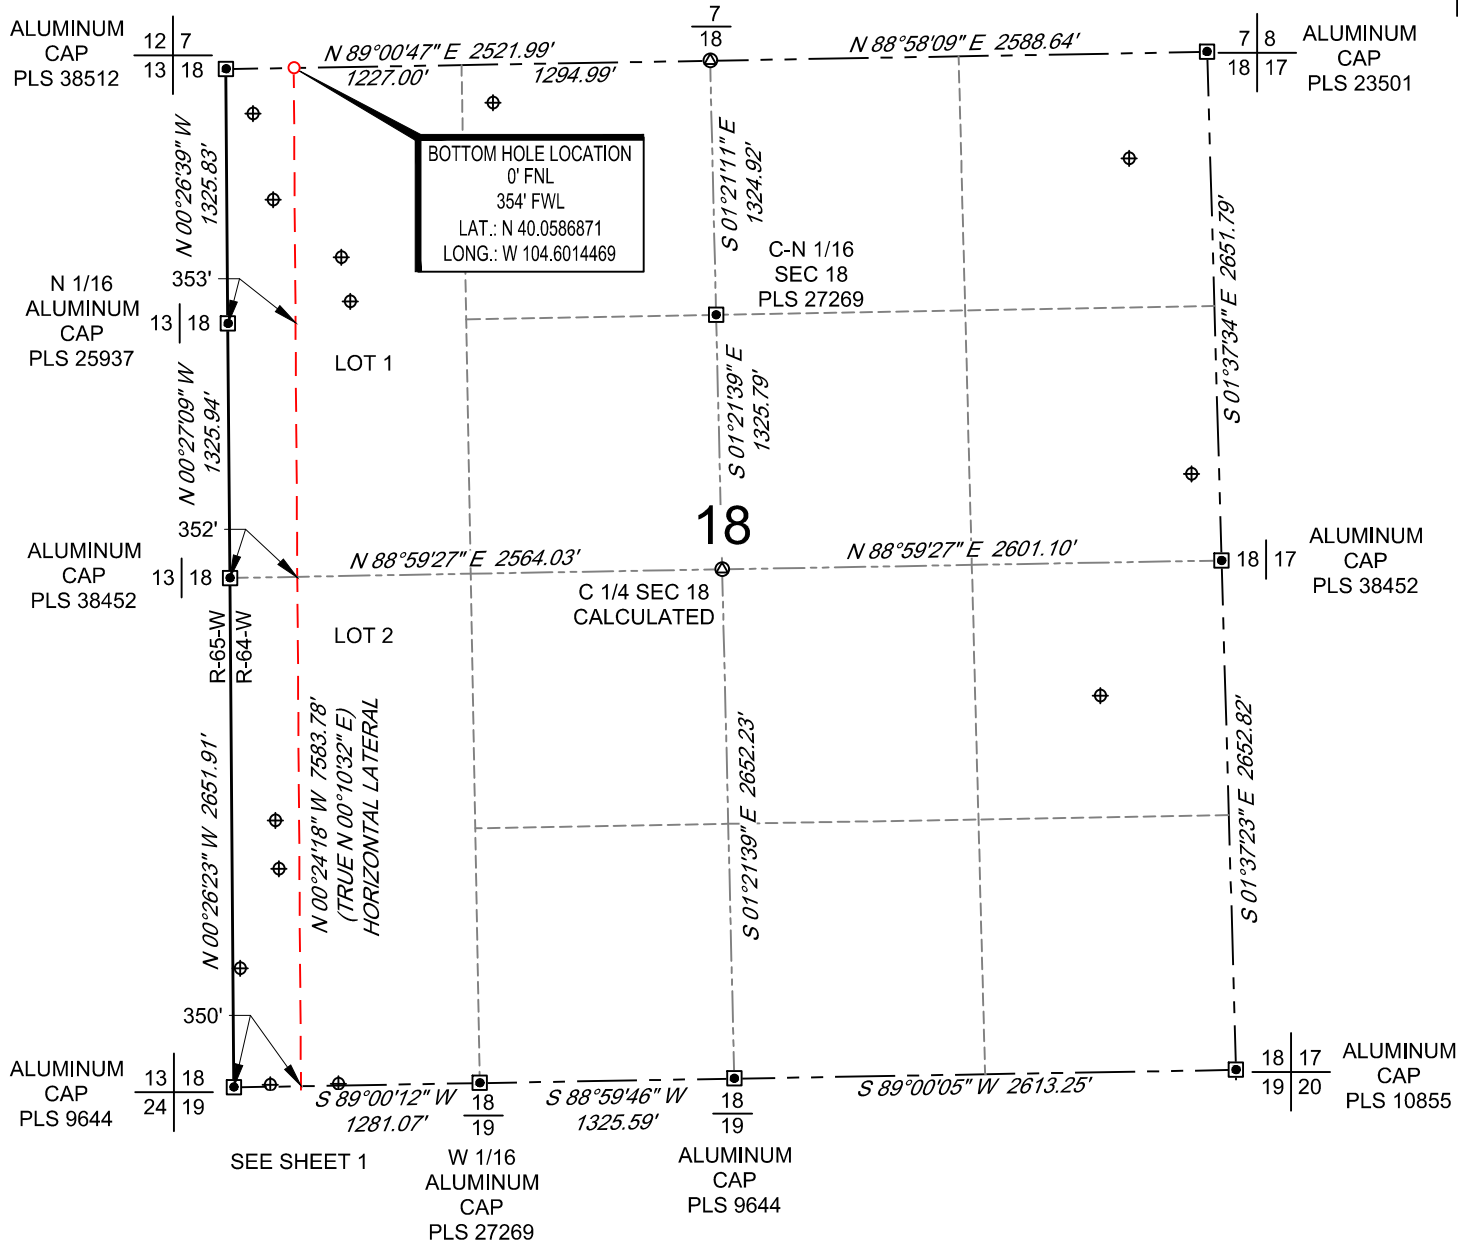 ALUMINUM
CAP
PLS 38512
12 7
13 18
N 89°00'47" E 2521.99'
1227.00' 1294.99'
7
18
N 88°58'09" E 2588.64'
7 8
18 17
ALUMINUM
CAP
PLS 23501
N 00°26'39" W
1325.83'
BOTTOM HOLE LOCATION
0' FNL
354' FWL
LAT.: N 40.0586871
LONG.: W 104.6014469
S 01°21'11" E
1324.92'
C-N 1/16
SEC 18
PLS 27269
S 01°37'34" E 2651.79'
353'
N 1/16
ALUMINUM
CAP
PLS 25937
13 18
LOT 1
N 00°27'09" W
1325.94'
S 01°21'39" E
1325.79'
18
352'
ALUMINUM
CAP
PLS 38452
13 18
N 88°59'27" E 2564.03'
N 88°59'27" E 2601.10'
18 17
ALUMINUM
CAP
PLS 38452
C 1/4 SEC 18
CALCULATED
R-65-W
R-64-W
LOT 2
N 00°24'18" W 7583.78'
(TRUE N 00°10'32" E)
HORIZONTAL LATERAL
N 00°26'23" W 2651.91'
S 01°21'39" E 2652.23'
S 01°37'23" E 2652.82'
350'
ALUMINUM
CAP
PLS 9644
13 18
24 19
S 89°00'12" W
1281.07'
18
19
S 88°59'46" W
1325.59'
18
19
S 89°00'05" W 2613.25'
18 17
19 20
ALUMINUM
CAP
PLS 10855
SEE SHEET 1
W 1/16
ALUMINUM
CAP
PLS 27269
ALUMINUM
CAP
PLS 9644